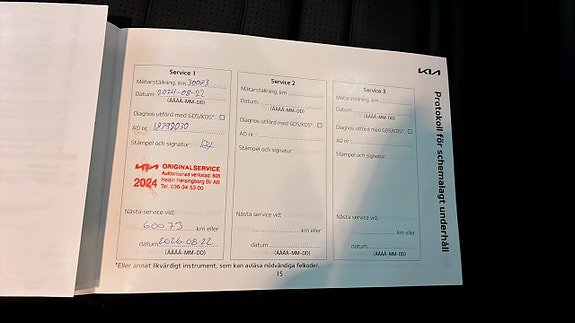 Service 1
Mätarställning, km 30073
Datum: 2024-08-22
(ÅÅÅÅ-MM-DD)
Diagnos utförd med GDS/KDS* ☐
AO nr: 18792030
Stämpel och signatur:
KIA ORIGINALSERVICE
Auktoriserad verkstad 606
Hedin Helsingborg Bil AB
2024 Tel. 036-34 53 00
Nästa service vid:
60073 km eller
datum 2026-08-22
(ÅÅÅÅ-MM-DD)
Service 2
Mätarställning, km
Datum:
(ÅÅÅÅ-MM-DD)
Diagnos utförd med GDS/KDS* ☐
AO nr:
Stämpel och signatur:
Nästa service vid:
km eller
datum
(ÅÅÅÅ-MM-DD)
Service 3
Mätarställning, km
Datum:
(ÅÅÅÅ-MM-DD)
Diagnos utförd med GDS/KDS* ☐
AO nr:
Stämpel och signatur:
Nästa service vid:
km eller
datum
(ÅÅÅÅ-MM-DD)
*Eller annat likvärdigt instrument, som kan avläsa nödvändiga felkoder.
15
KIA
Protokoll för schemalagt underhåll